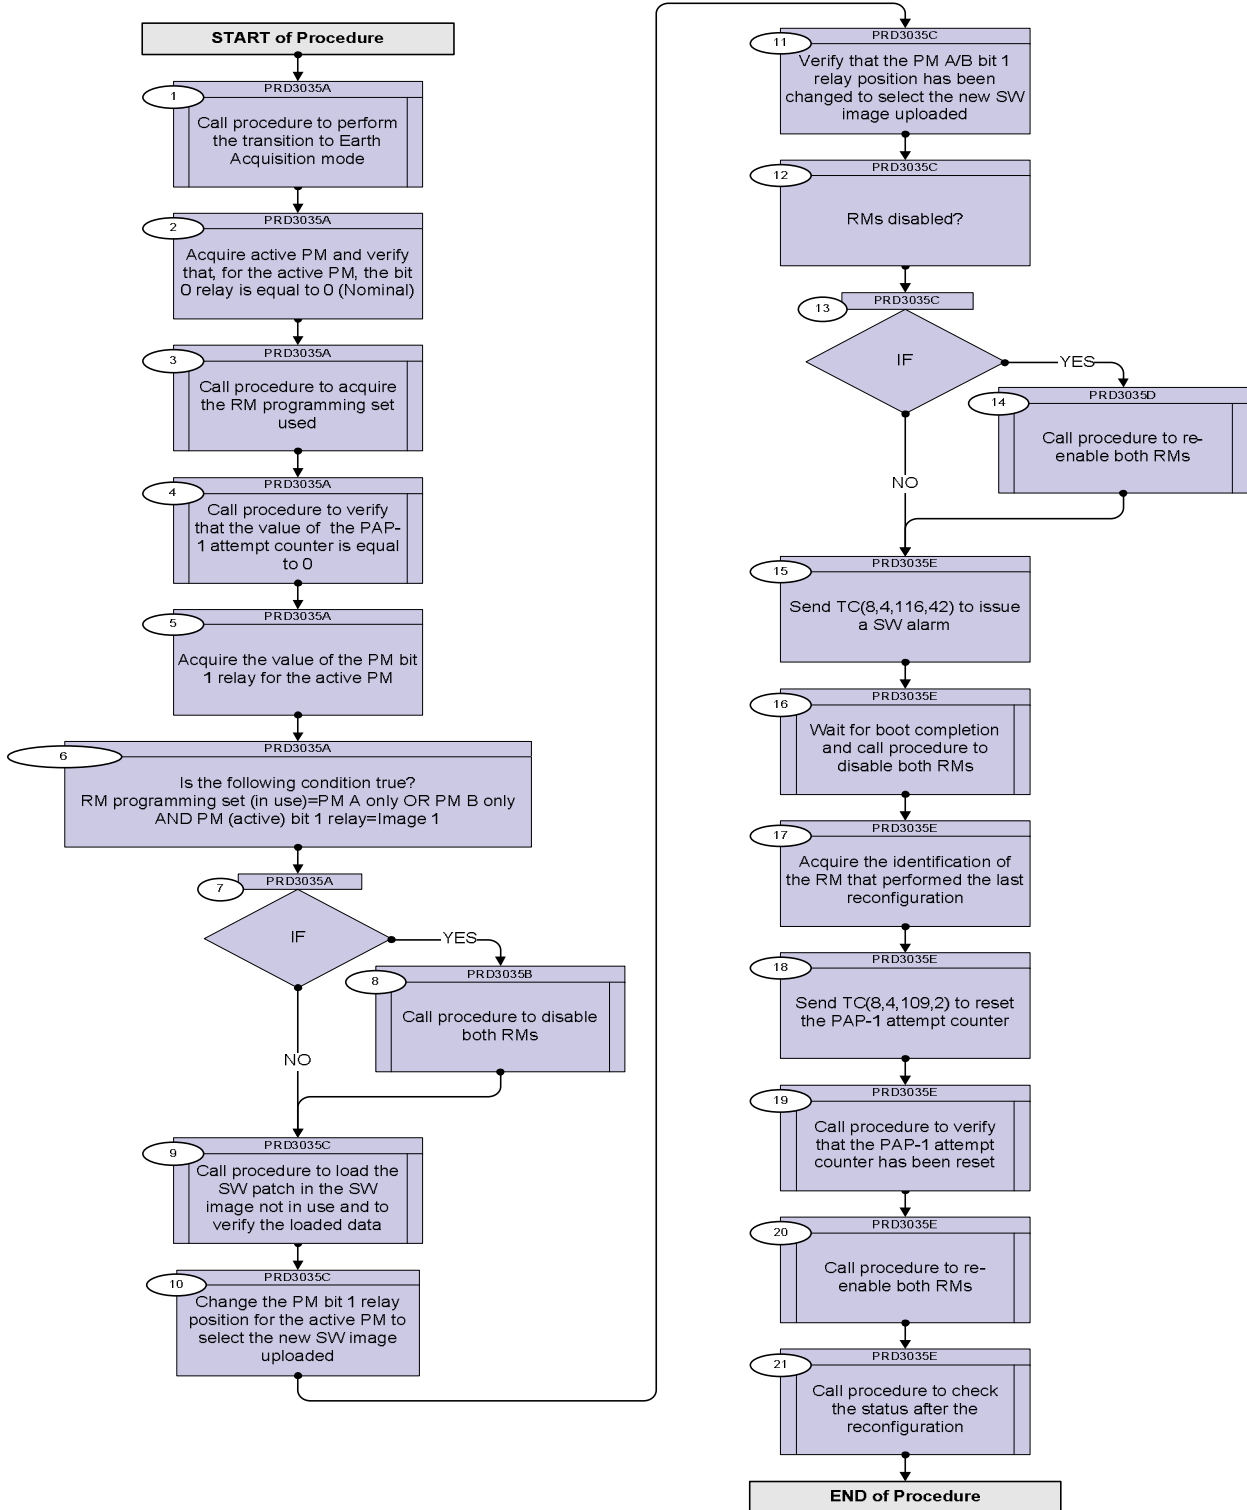 START of Procedure
PRD3035A
1
Call procedure to perform
the transition to Earth
Acquisition mode
PRD3035A
2
Acquire active PM and verify
that, for the active PM, the bit
0 relay is equal to 0 (Nominal)
PRD3035A
3
Call procedure to acquire
the RM programming set
used
PRD3035A
4
Call procedure to verify
that the value of the PAP-
1 attempt counter is equal
to 0
PRD3035A
5
Acquire the value of the PM bit
1 relay for the active PM
PRD3035A
6
Is the following condition true?
RM programming set (in use)=PM A only OR PM B only
AND PM (active) bit 1 relay=Image 1
PRD3035A
7
IF
YES
NO
PRD3035B
8
Call procedure to disable
both RMs
PRD3035C
9
Call procedure to load the
SW patch in the SW
image not in use and to
verify the loaded data
PRD3035C
10
Change the PM bit 1 relay
position for the active PM to
select the new SW image
uploaded
PRD3035C
11
Verify that the PM A/B bit 1
relay position has been
changed to select the new SW
image uploaded
PRD3035C
12
RMs disabled?
PRD3035C
13
IF
YES
NO
PRD3035D
14
Call procedure to re-
enable both RMs
PRD3035E
15
Send TC(8,4,116,42) to issue
a SW alarm
PRD3035E
16
Wait for boot completion
and call procedure to
disable both RMs
PRD3035E
17
Acquire the identification of
the RM that performed the last
reconfiguration
PRD3035E
18
Send TC(8,4,109,2) to reset
the PAP-1 attempt counter
PRD3035E
19
Call procedure to verify
that the PAP-1 attempt
counter has been reset
PRD3035E
20
Call procedure to re-
enable both RMs
PRD3035E
21
Call procedure to check
the status after the
reconfiguration
END of Procedure